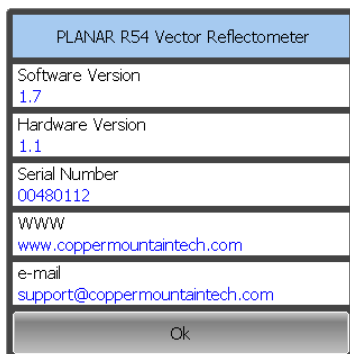 PLANAR R54 Vector Reflectometer
Software Version
1.7
Hardware Version
1.1
Serial Number
00480112
WWW
www.coppermountaintech.com
e-mail
support@coppermountaintech.com
Ok